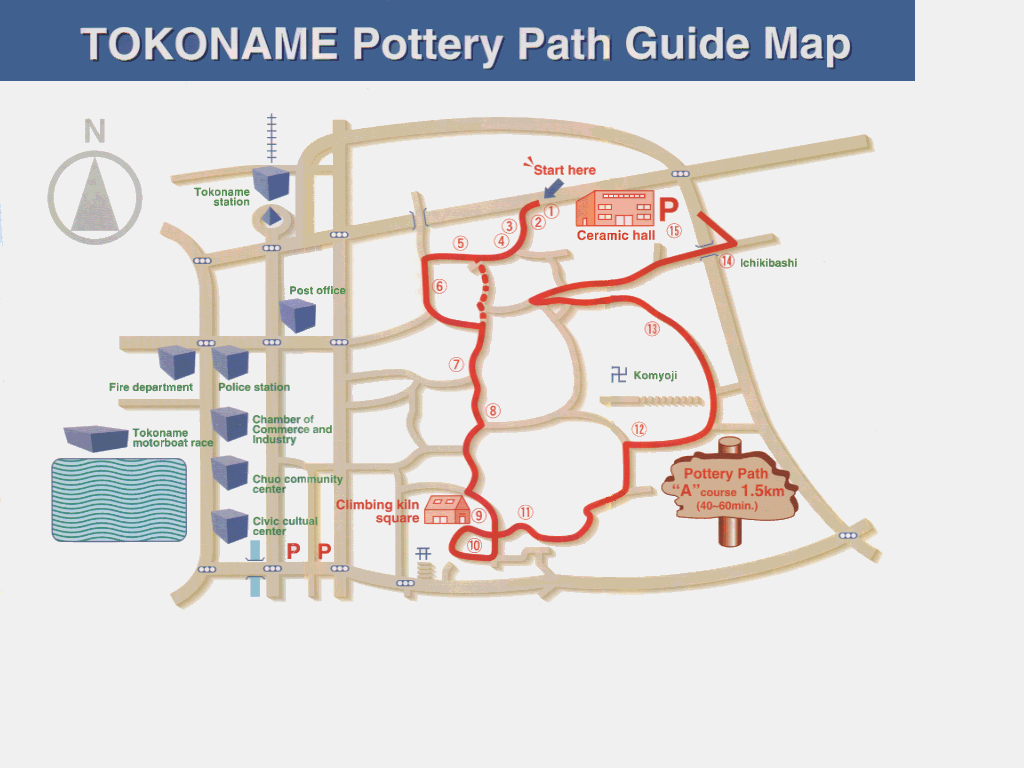 TOKONAME Pottery Path Guide Map
N
Start here
Tokoname
station
①
②
③
④
⑤
P
Ceramic hall
⑮
⑭
Ichikibashi
⑥
Post office
⑬
⑦
Fire department
Police station
卍
Komyoji
⑧
Chamber of
Commerce and
Industry
Tokoname
motorboat race
⑫
Chuo community
center
Pottery Path
"A" course 1.5km
(40~60min.)
Climbing kiln
square
⑨
⑪
Civic cultual
center
⑩
P P